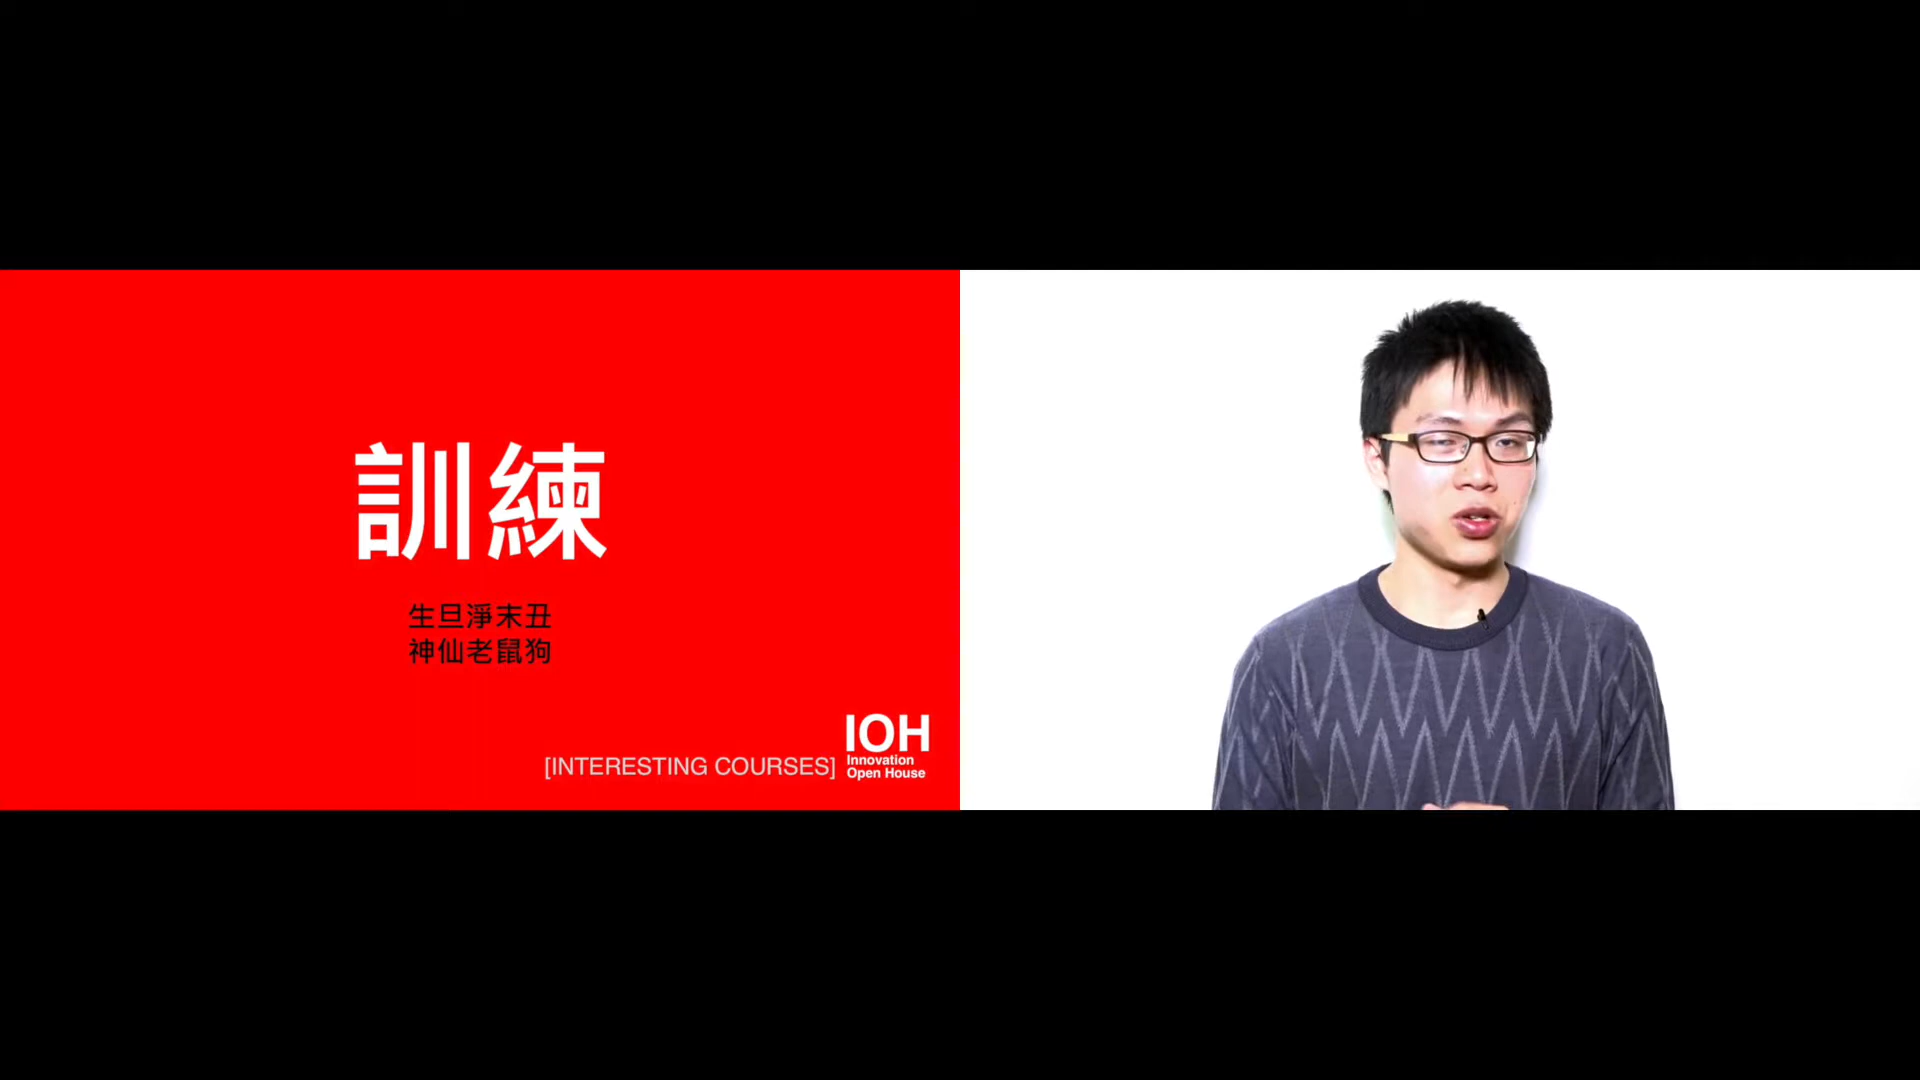 訓練
生旦淨末丑
神仙老鼠狗
[INTERESTING COURSES]
IOH
Innovation
Open House